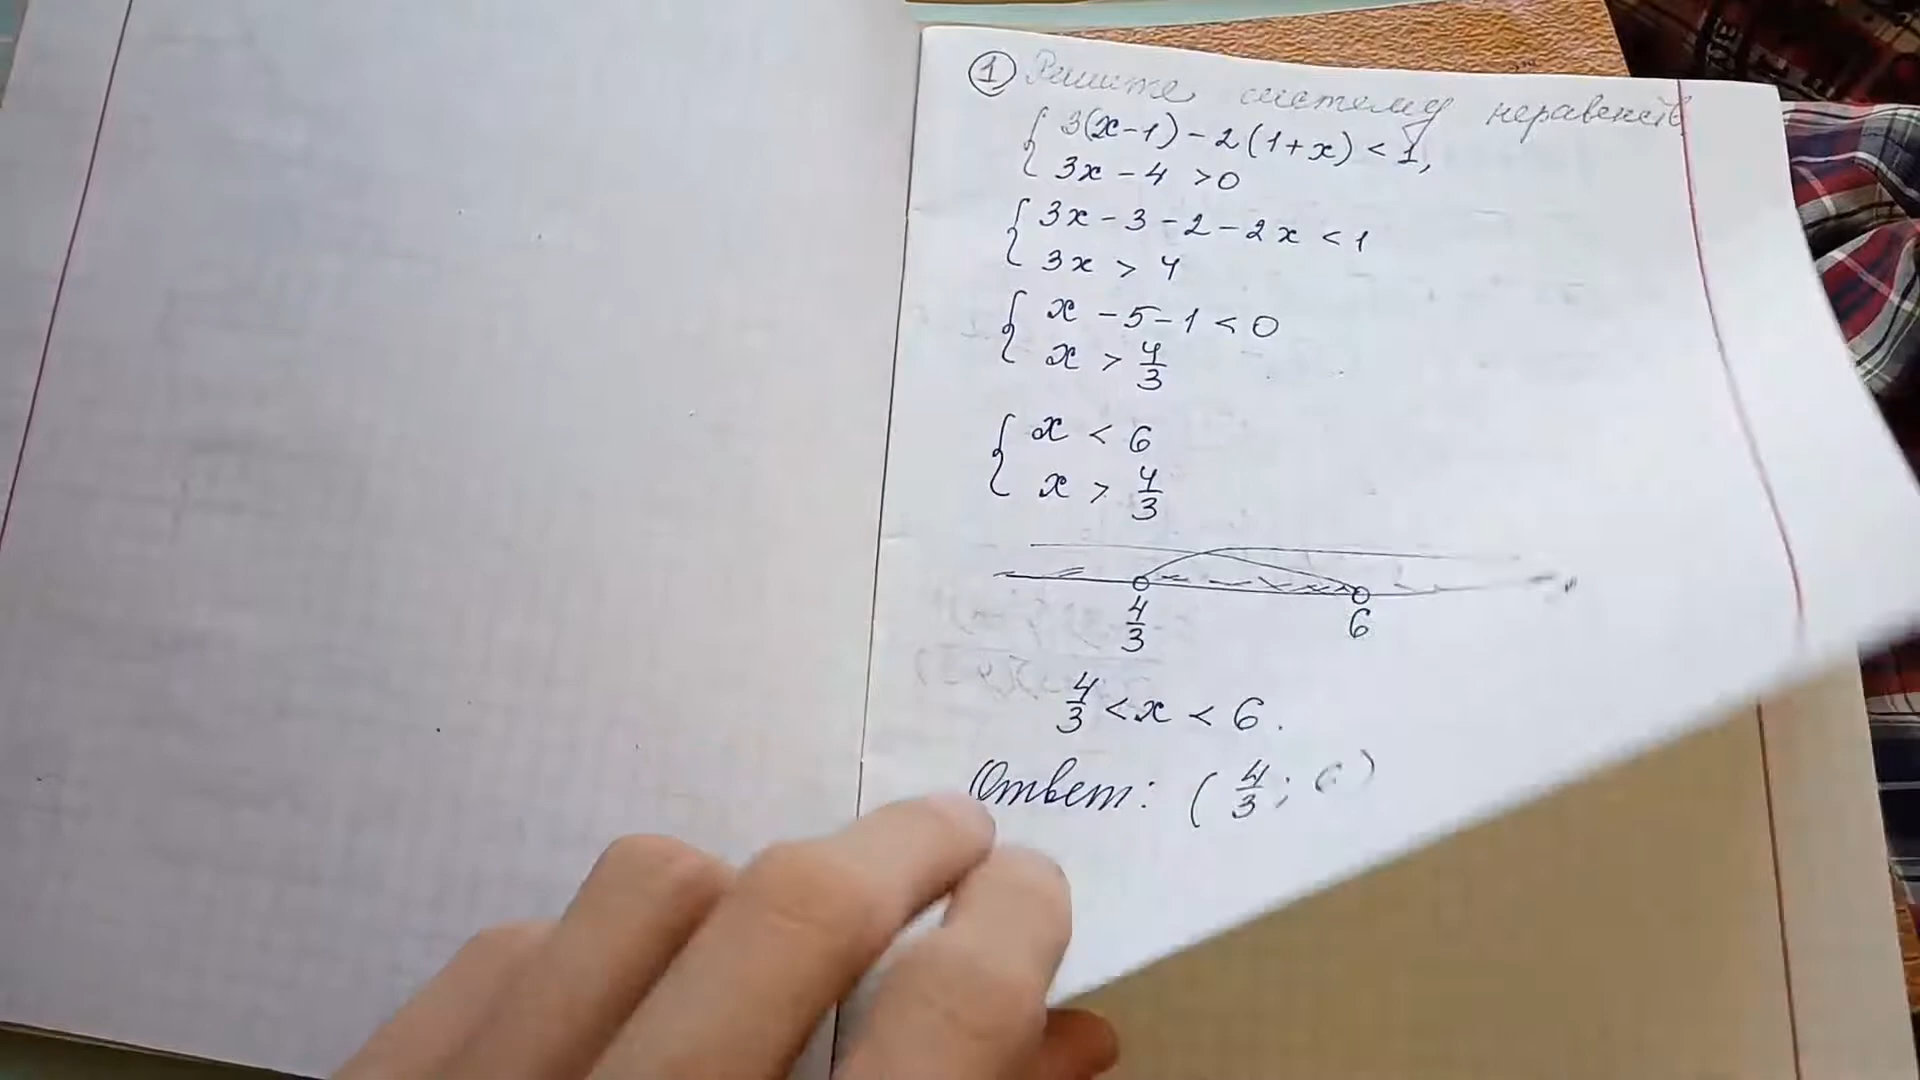 1 Решите систему неравенств
{ 3(x-1) - 2(1+x) < 1,
3x - 4 > 0
{ 3x - 3 - 2 - 2x < 1
3x > 4
{ x - 5 - 1 < 0
x > 4/3
{ x < 6
x > 4/3
4/3 6
4/3 < x < 6.
Ответ: (4/3; 6)